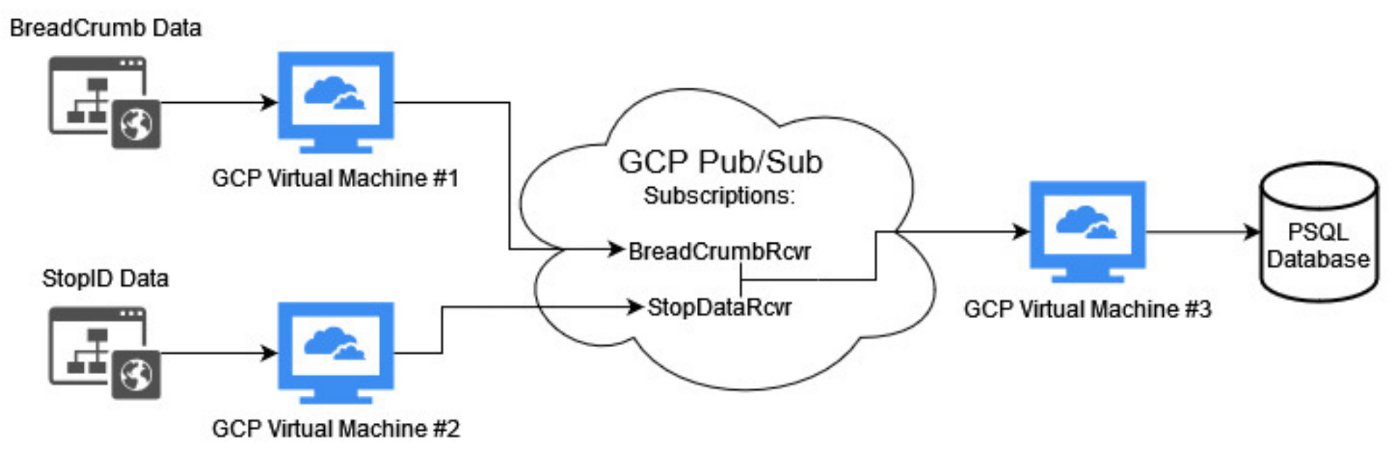 BreadCrumb Data
GCP Virtual Machine #1
StopID Data
GCP Virtual Machine #2
GCP Pub/Sub
Subscriptions:
BreadCrumbRcvr
StopDataRcvr
GCP Virtual Machine #3
PSQL
Database